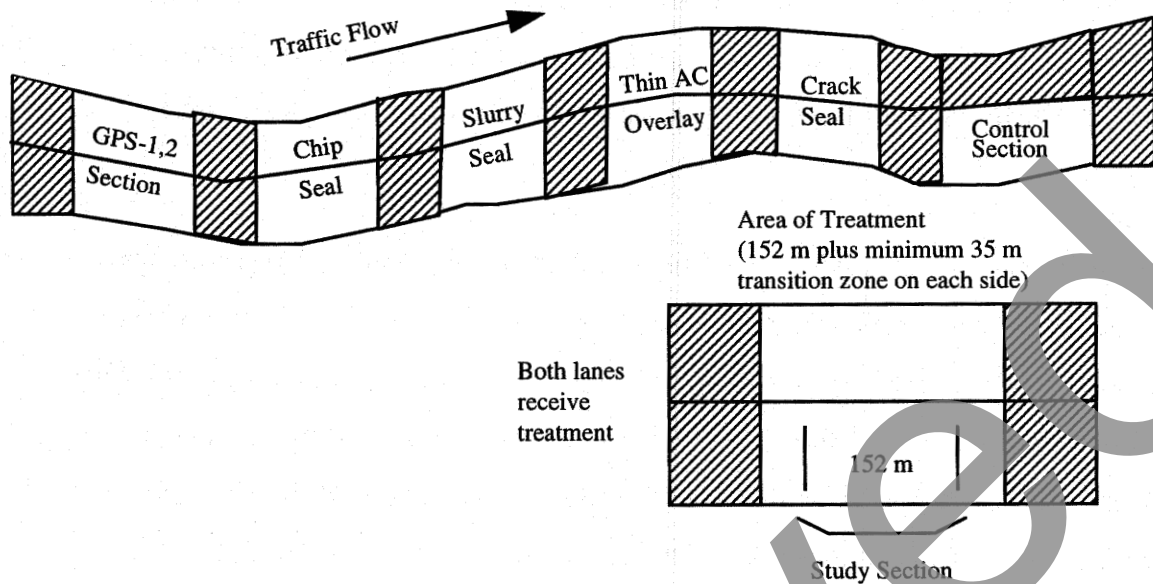 Traffic Flow
GPS-1,2
Section
Chip
Seal
Slurry
Seal
Thin AC
Overlay
Crack
Seal
Control
Section
Area of Treatment
(152 m plus minimum 35 m
transition zone on each side)
Both lanes
receive
treatment
152 m
Study Section